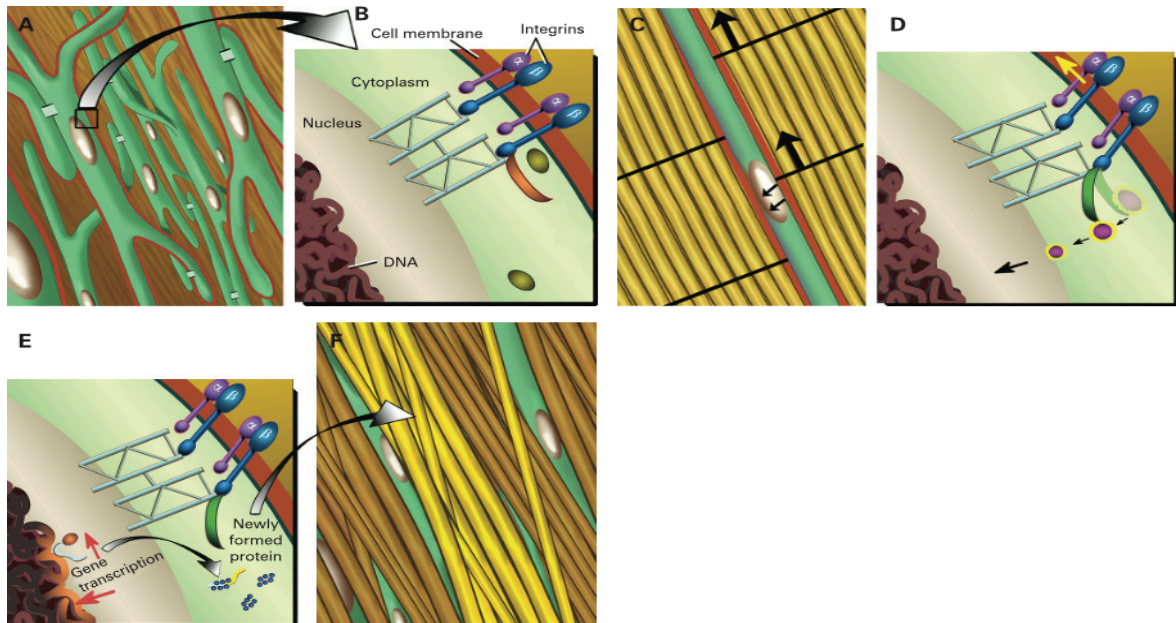 A
B
Cell membrane
Integrins
α
β
Cytoplasm
α
β
Nucleus
DNA
C
D
α
β
α
β
E
α
β
α
β
Newly
formed
protein
Gene
transcription
F